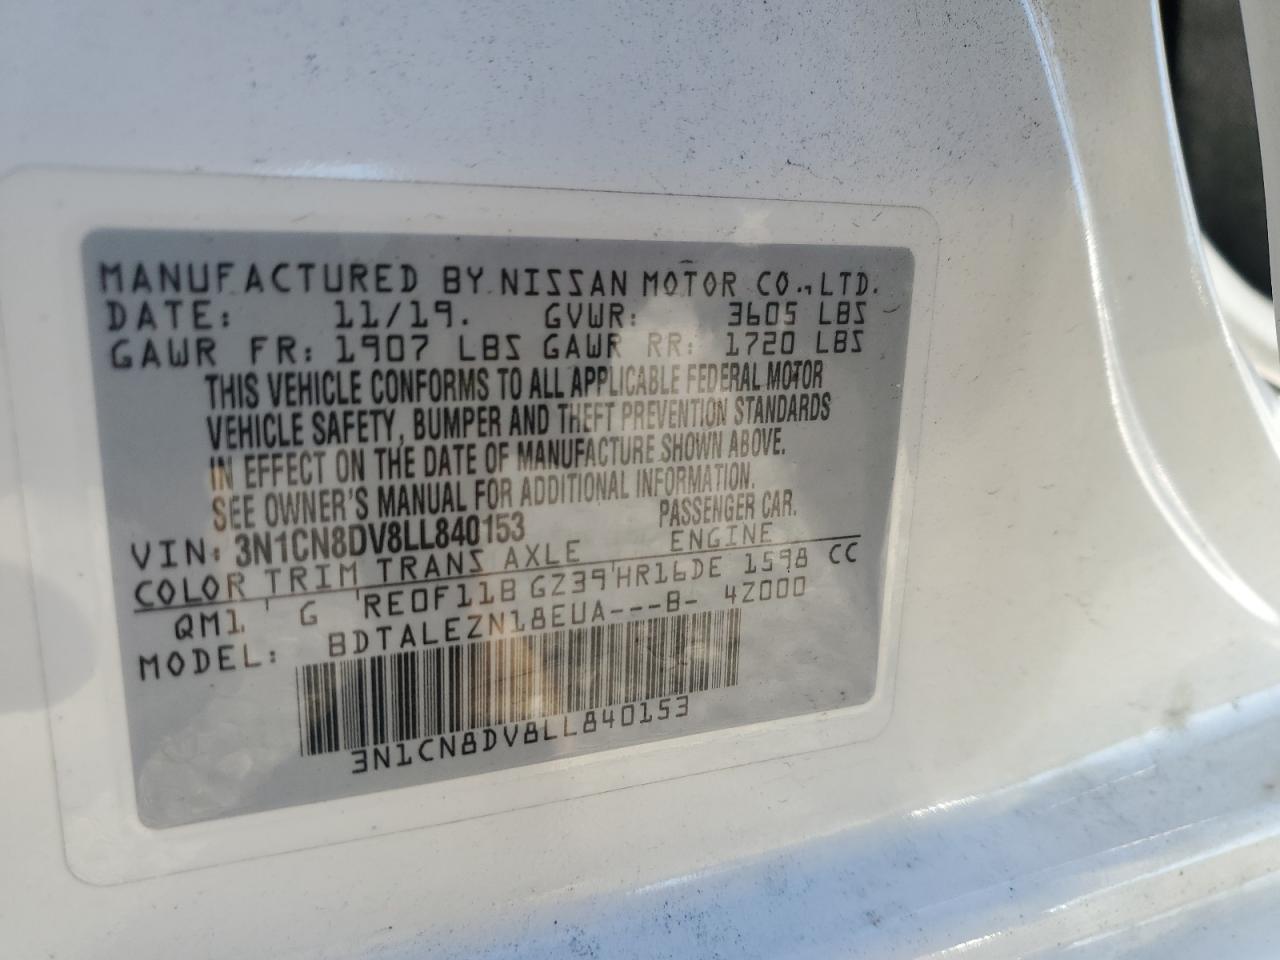 MANUFACTURED BY NISSAN MOTOR CO., LTD.
DATE: 11/19. GVWR: 3605 LBS
GAWR FR: 1907 LBS GAWR RR: 1720 LBS
THIS VEHICLE CONFORMS TO ALL APPLICABLE FEDERAL MOTOR
VEHICLE SAFETY, BUMPER AND THEFT PREVENTION STANDARDS
IN EFFECT ON THE DATE OF MANUFACTURE SHOWN ABOVE.
SEE OWNER'S MANUAL FOR ADDITIONAL INFORMATION.
VIN: 3N1CN8DV8LL840153 PASSENGER CAR.
COLOR TRIM TRANS AXLE ENGINE
QM1 ' G 'RE0F11B GZ39'HR16DE 1598 CC
MODEL: BDTALEZN18EUA---B- 4Z000
3N1CN8DV8LL840153